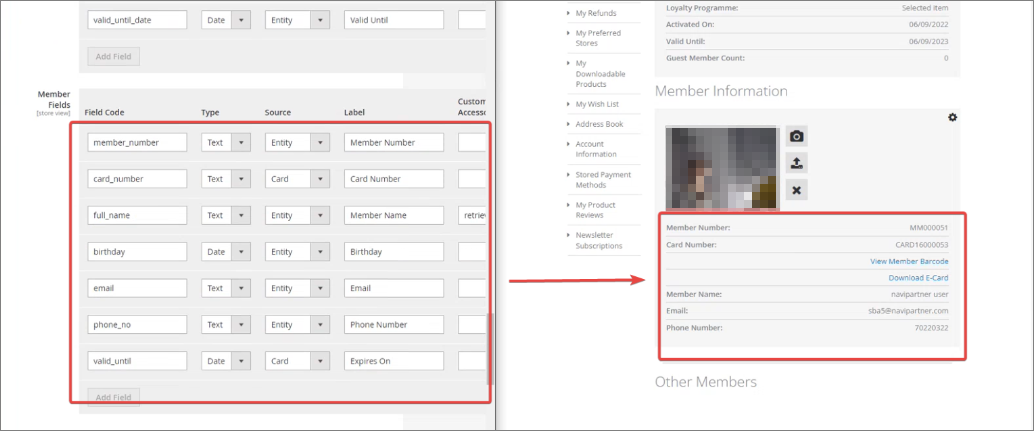 valid_until_date Date Entity Valid Until
Add Field
Member Fields
[store view]
Field Code Type Source Label Custom Accesso
member_number Text Entity Member Number
card_number Text Card Card Number
full_name Text Entity Member Name retriev
birthday Date Entity Birthday
email Text Entity Email
phone_no Text Entity Phone Number
valid_until Date Card Expires On
Add Field
My Refunds
My Preferred
Stores
My
Downloadable
Products
My Wish List
Address Book
Account
Information
Stored Payment
Methods
My Product
Reviews
Newsletter
Subscriptions
Loyalty Programme: Selected Item
Activated On: 06/09/2022
Valid Until: 06/09/2023
Guest Member Count: 0
Member Information
Member Number: MM000051
Card Number: CARD16000053
View Member Barcode
Download E-Card
Member Name: navipartner user
Email: sba5@navipartner.com
Phone Number: 70220322
Other Members